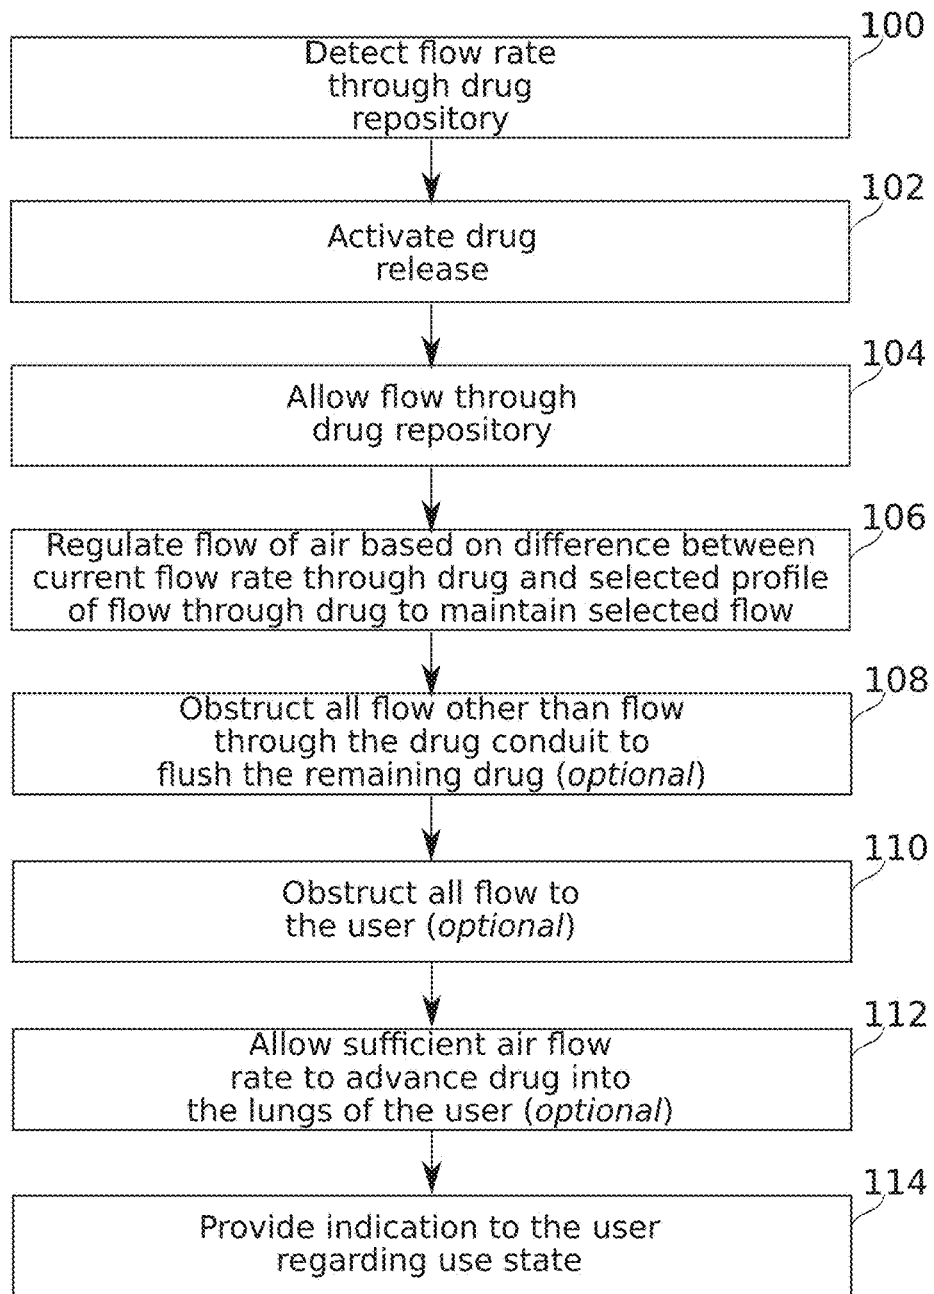 100
Detect flow rate
through drug
repository
102
Activate drug
release
104
Allow flow through
drug repository
106
Regulate flow of air based on difference between
current flow rate through drug and selected profile
of flow through drug to maintain selected flow
108
Obstruct all flow other than flow
through the drug conduit to
flush the remaining drug (optional)
110
Obstruct all flow to
the user (optional)
112
Allow sufficient air flow
rate to advance drug into
the lungs of the user (optional)
114
Provide indication to the user
regarding use state